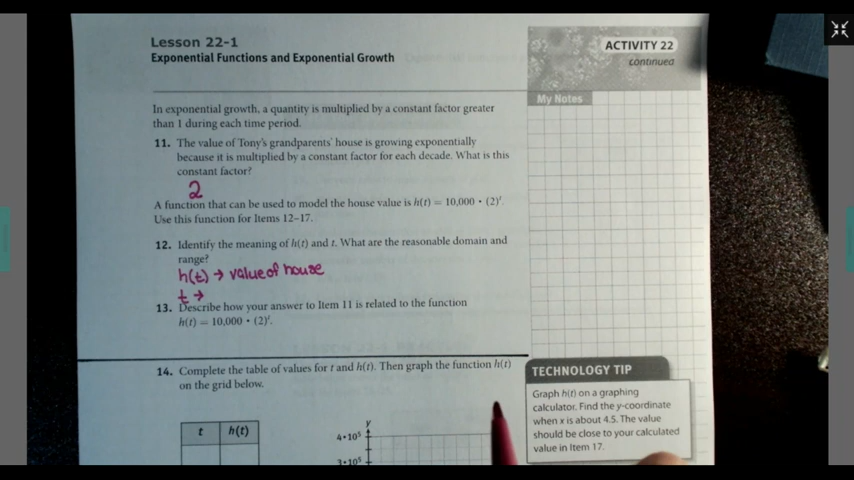 Lesson 22-1
Exponential Functions and Exponential Growth
ACTIVITY 22
continued
My Notes
In exponential growth, a quantity is multiplied by a constant factor greater
than 1 during each time period.
11. The value of Tony's grandparents' house is growing exponentially
because it is multiplied by a constant factor for each decade. What is this
constant factor?
2
A function that can be used to model the house value is h(t) = 10,000 • (2)ᵗ.
Use this function for Items 12–17.
12. Identify the meaning of h(t) and t. What are the reasonable domain and
range?
h(t) → value of house
t →
13. Describe how your answer to Item 11 is related to the function
h(t) = 10,000 • (2)ᵗ.
14. Complete the table of values for t and h(t). Then graph the function h(t)
on the grid below.
t h(t)
y
4•10⁵
3•10⁵
TECHNOLOGY TIP
Graph h(t) on a graphing
calculator. Find the y-coordinate
when x is about 4.5. The value
should be close to your calculated
value in Item 17.